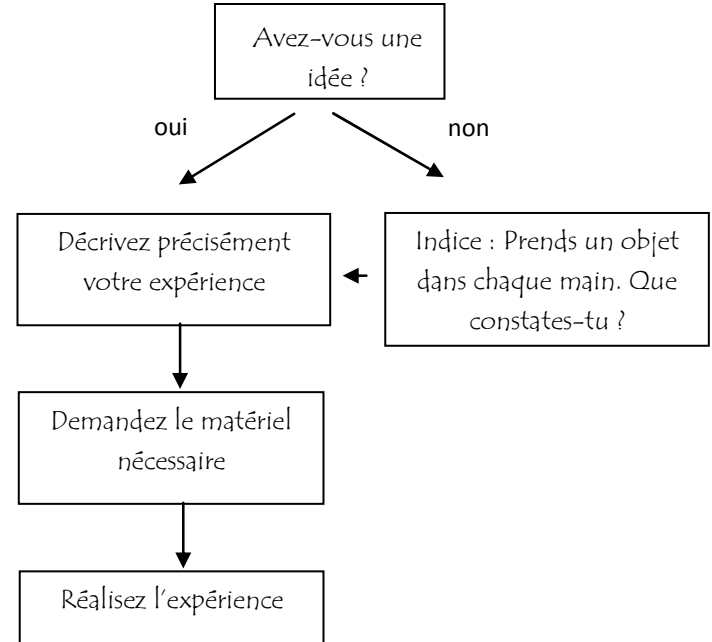 Avez-vous une
idée ?
oui
non
Décrivez précisément
votre expérience
Indice : Prends un objet
dans chaque main. Que
constates-tu ?
Demandez le matériel
nécessaire
Réalisez l'expérience